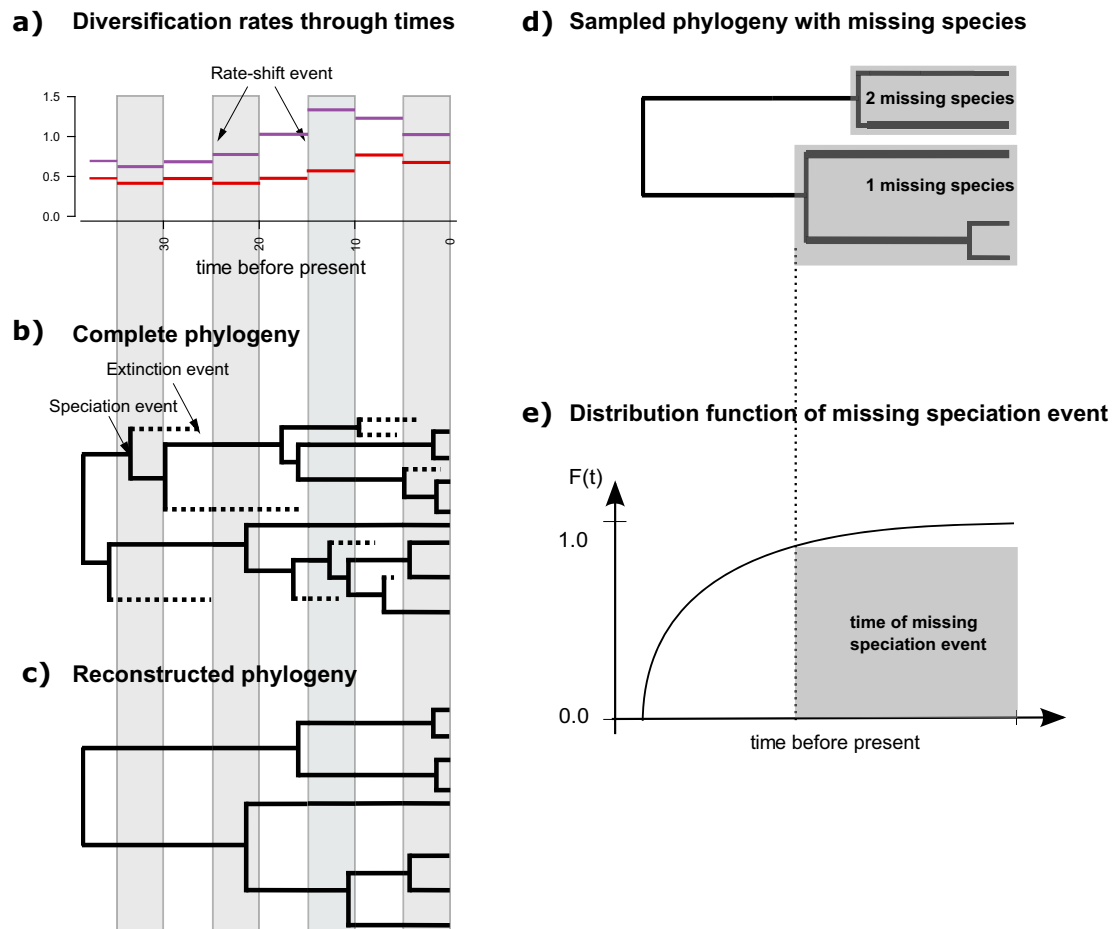 a) Diversification rates through times
Rate-shift event
1.5
1.0
0.5
0.0
30
20
10
0
time before present
b) Complete phylogeny
Extinction event
Speciation event
c) Reconstructed phylogeny
d) Sampled phylogeny with missing species
2 missing species
1 missing species
e) Distribution function of missing speciation event
F(t)
1.0
time of missing
speciation event
0.0
time before present